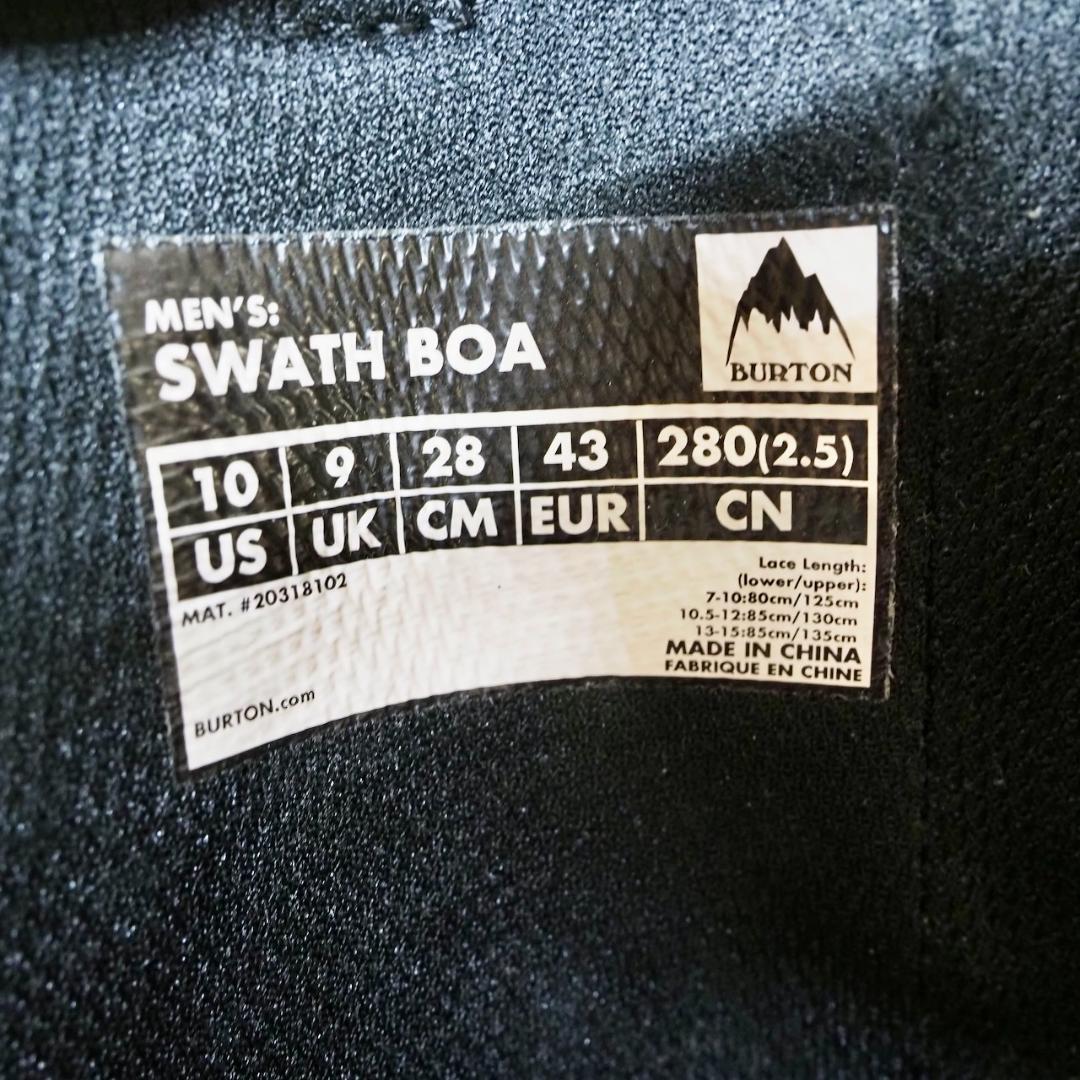 MEN'S:
SWATH BOA
BURTON
10 9 28 43 280(2.5)
US UK CM EUR CN
MAT. #20318102
Lace Length:
(lower/upper):
7-10:80cm/125cm
10.5-12:85cm/130cm
13-15:85cm/135cm
MADE IN CHINA
FABRIQUE EN CHINE
BURTON.com